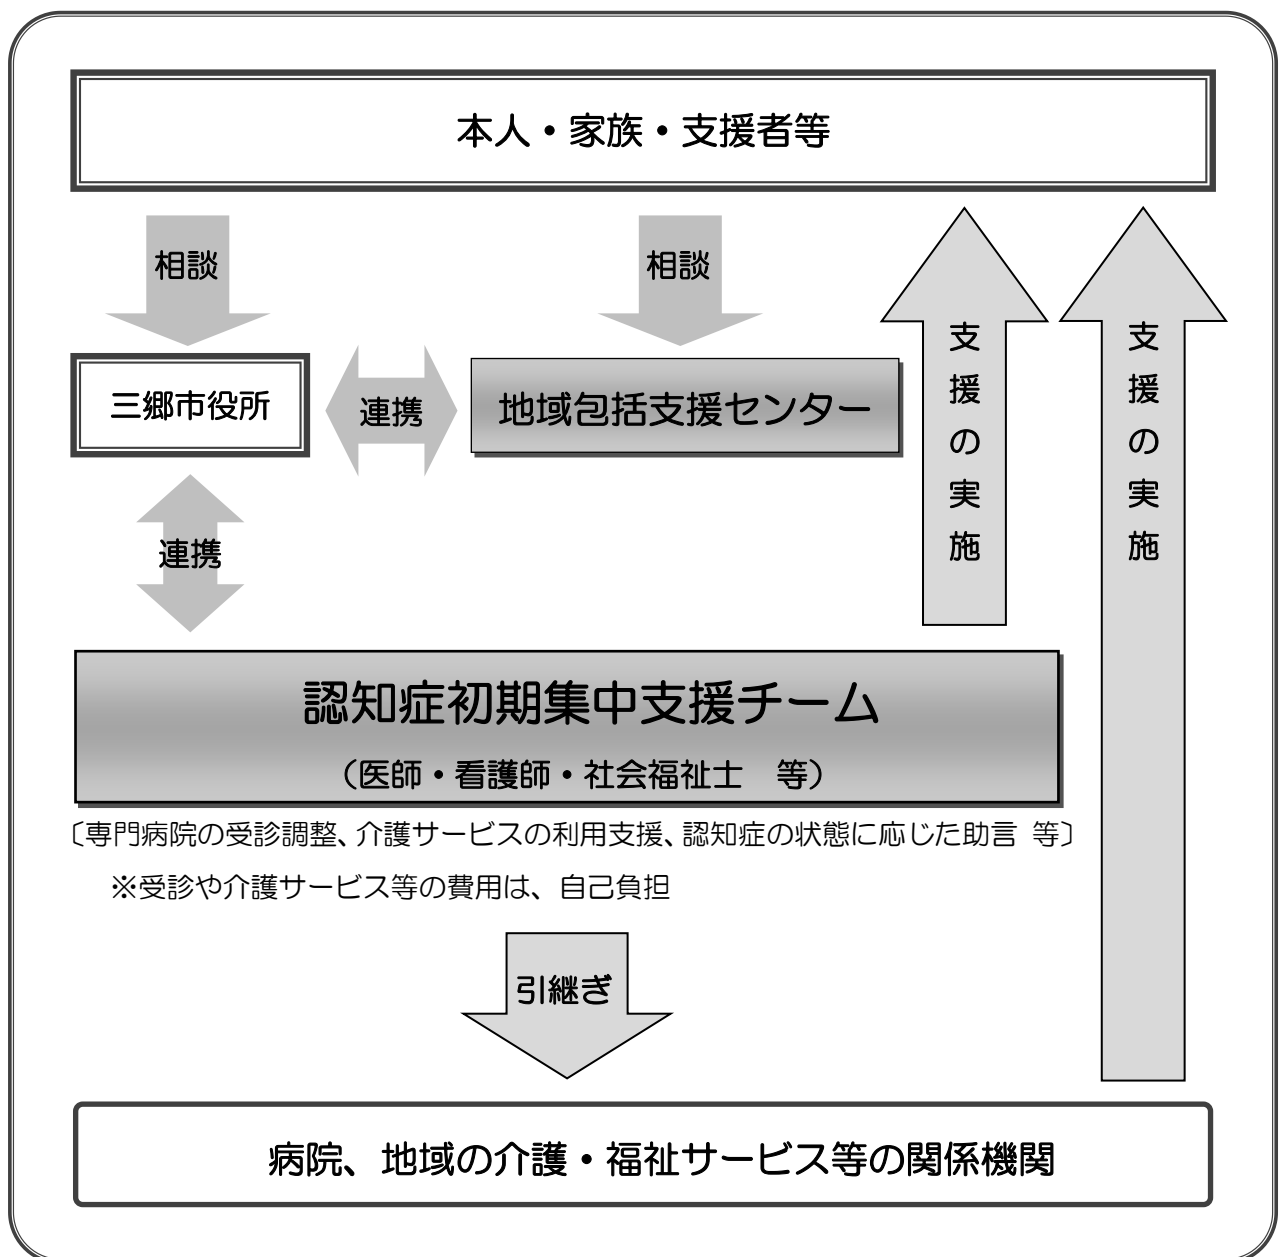 本人・家族・支援者等
相談
相談
三郷市役所
連携
地域包括支援センター
支援の実施
支援の実施
連携
認知症初期集中支援チーム
（医師・看護師・社会福祉士　等）
〔専門病院の受診調整、介護サービスの利用支援、認知症の状態に応じた助言 等〕
※受診や介護サービス等の費用は、自己負担
引継ぎ
病院、地域の介護・福祉サービス等の関係機関